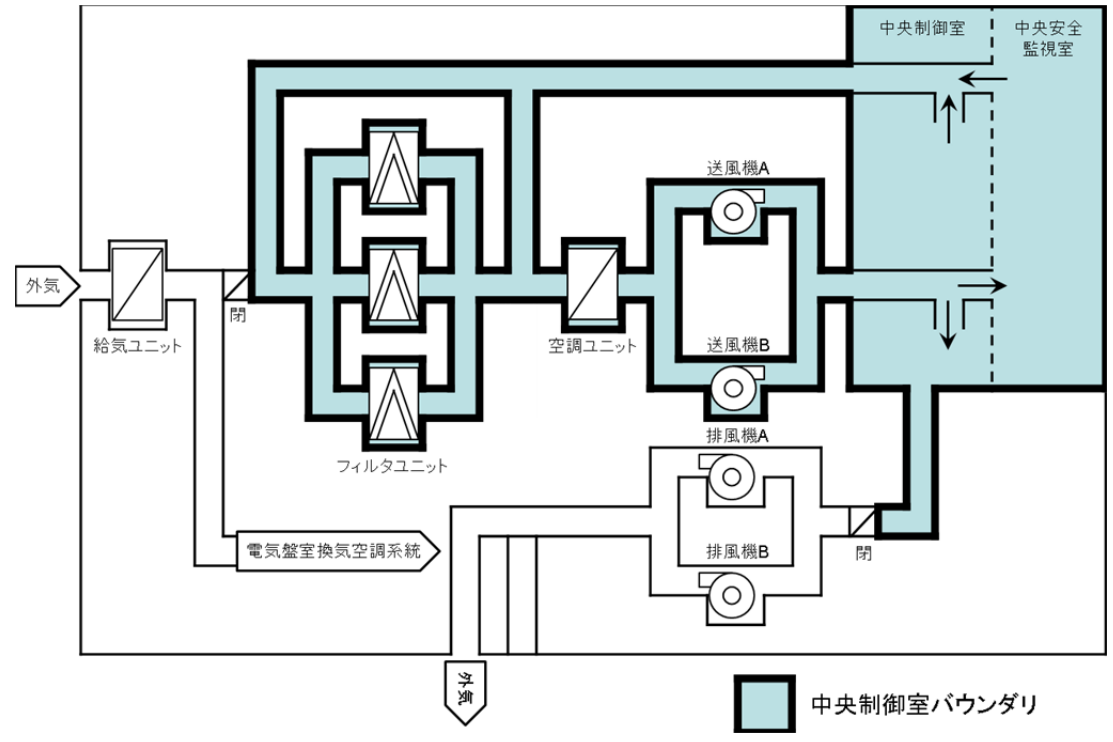 中央制御室
中央安全
監視室
送風機A
外気
閉
給気ユニット
空調ユニット
送風機B
排風機A
フィルタユニット
電気盤室換気空調系統
排風機B
閉
外気
中央制御室バウンダリ